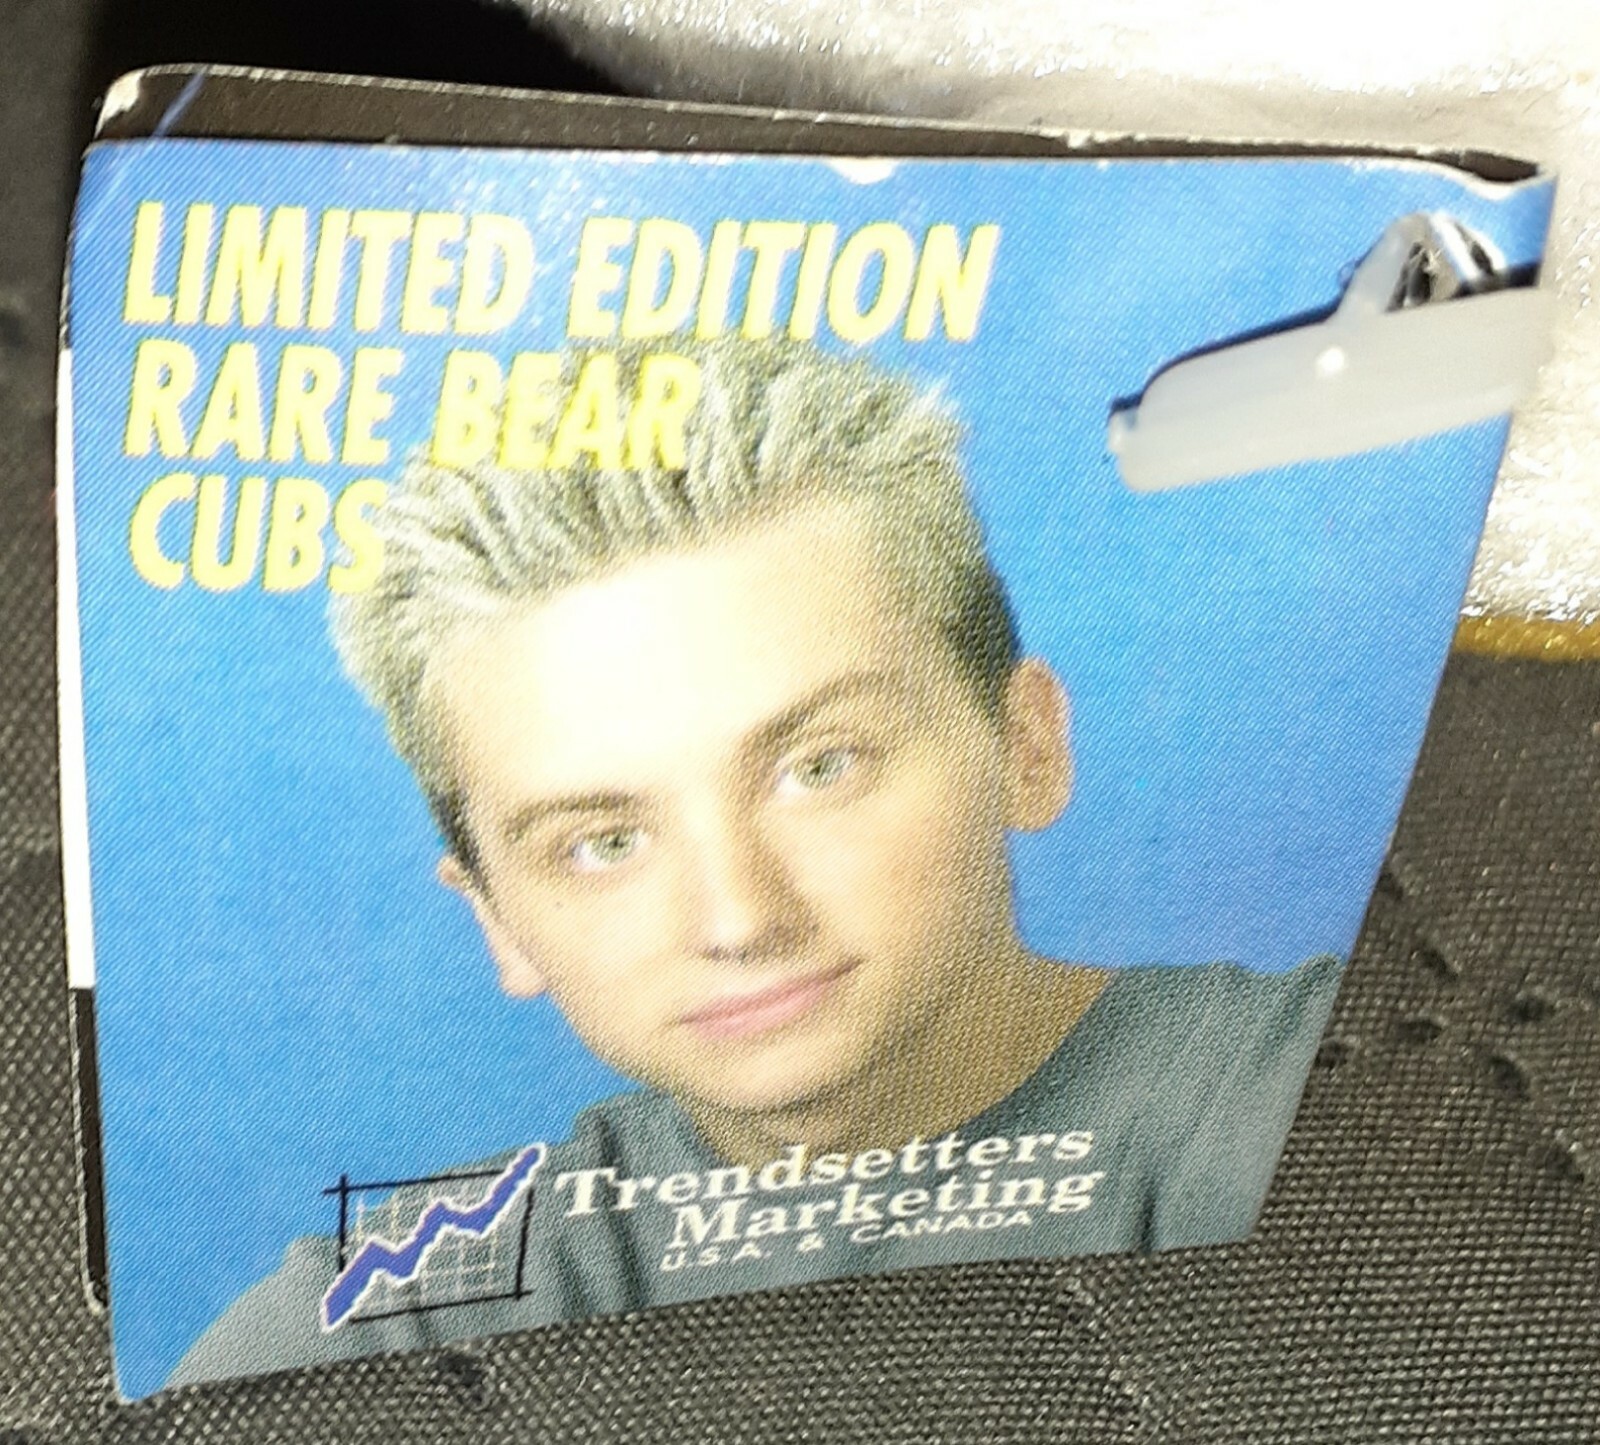 LIMITED EDITION
RARE BEAR
CUBS
Trendsetters
Marketing
U.S.A. & CANADA